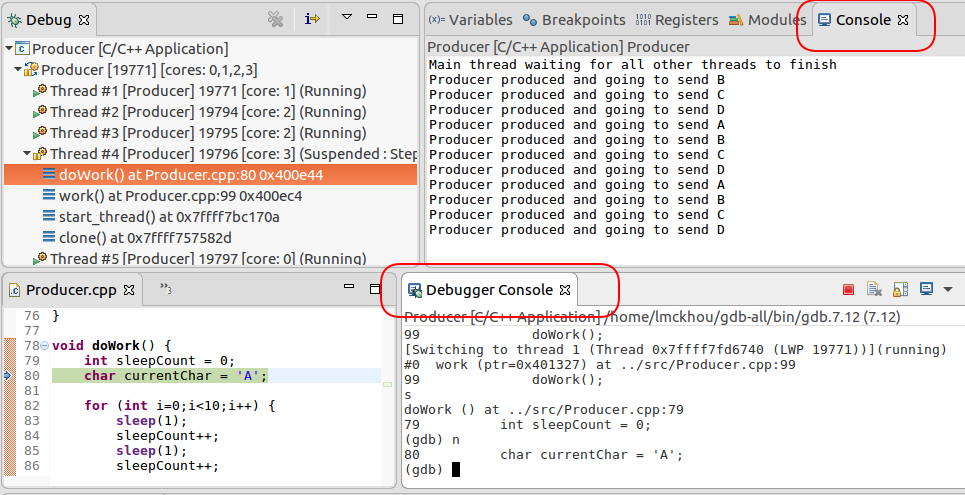 Debug
Producer [C/C++ Application]
Producer [19771] [cores: 0,1,2,3]
Thread #1 [Producer] 19771 [core: 1] (Running)
Thread #2 [Producer] 19794 [core: 2] (Running)
Thread #3 [Producer] 19795 [core: 2] (Running)
Thread #4 [Producer] 19796 [core: 3] (Suspended : Step
doWork() at Producer.cpp:80 0x400e44
work() at Producer.cpp:99 0x400ec4
start_thread() at 0x7ffff7bc170a
clone() at 0x7ffff757582d
Thread #5 [Producer] 19797 [core: 0] (Running)
(x)= Variables
Breakpoints
Registers
Modules
Console
Producer [C/C++ Application] Producer
Main thread waiting for all other threads to finish
Producer produced and going to send B
Producer produced and going to send C
Producer produced and going to send D
Producer produced and going to send A
Producer produced and going to send B
Producer produced and going to send C
Producer produced and going to send D
Producer produced and going to send A
Producer produced and going to send B
Producer produced and going to send C
Producer produced and going to send D
Producer.cpp
»3
76 }
77
78 void doWork() {
79 int sleepCount = 0;
80 char currentChar = 'A';
81
82 for (int i=0;i<10;i++) {
83 sleep(1);
84 sleepCount++;
85 sleep(1);
86 sleepCount++;
Debugger Console
Producer [C/C++ Application] /home/lmckhou/gdb-all/bin/gdb.7.12 (7.12)
99 doWork();
[Switching to thread 1 (Thread 0x7ffff7fd6740 (LWP 19771))](running)
#0 work (ptr=0x401327) at ../src/Producer.cpp:99
99 doWork();
s
doWork () at ../src/Producer.cpp:79
79 int sleepCount = 0;
(gdb) n
80 char currentChar = 'A';
(gdb)